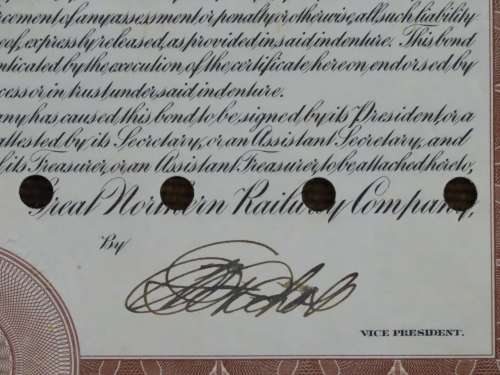 rcement of any assessment or penalty or otherwise, all such liability
eof, expressly released, as provided in said indenture. This bond
enticated by the execution of the certificate, hereon, endorsed by
ccessor in trust under said indenture.
any has caused this bond to be signed by its President or a
attested by its Secretary, or an Assistant Secretary, and
its Treasurer, or an Assistant Treasurer, to be attached hereto,
Great Northern Railway Company,
By
VICE PRESIDENT.